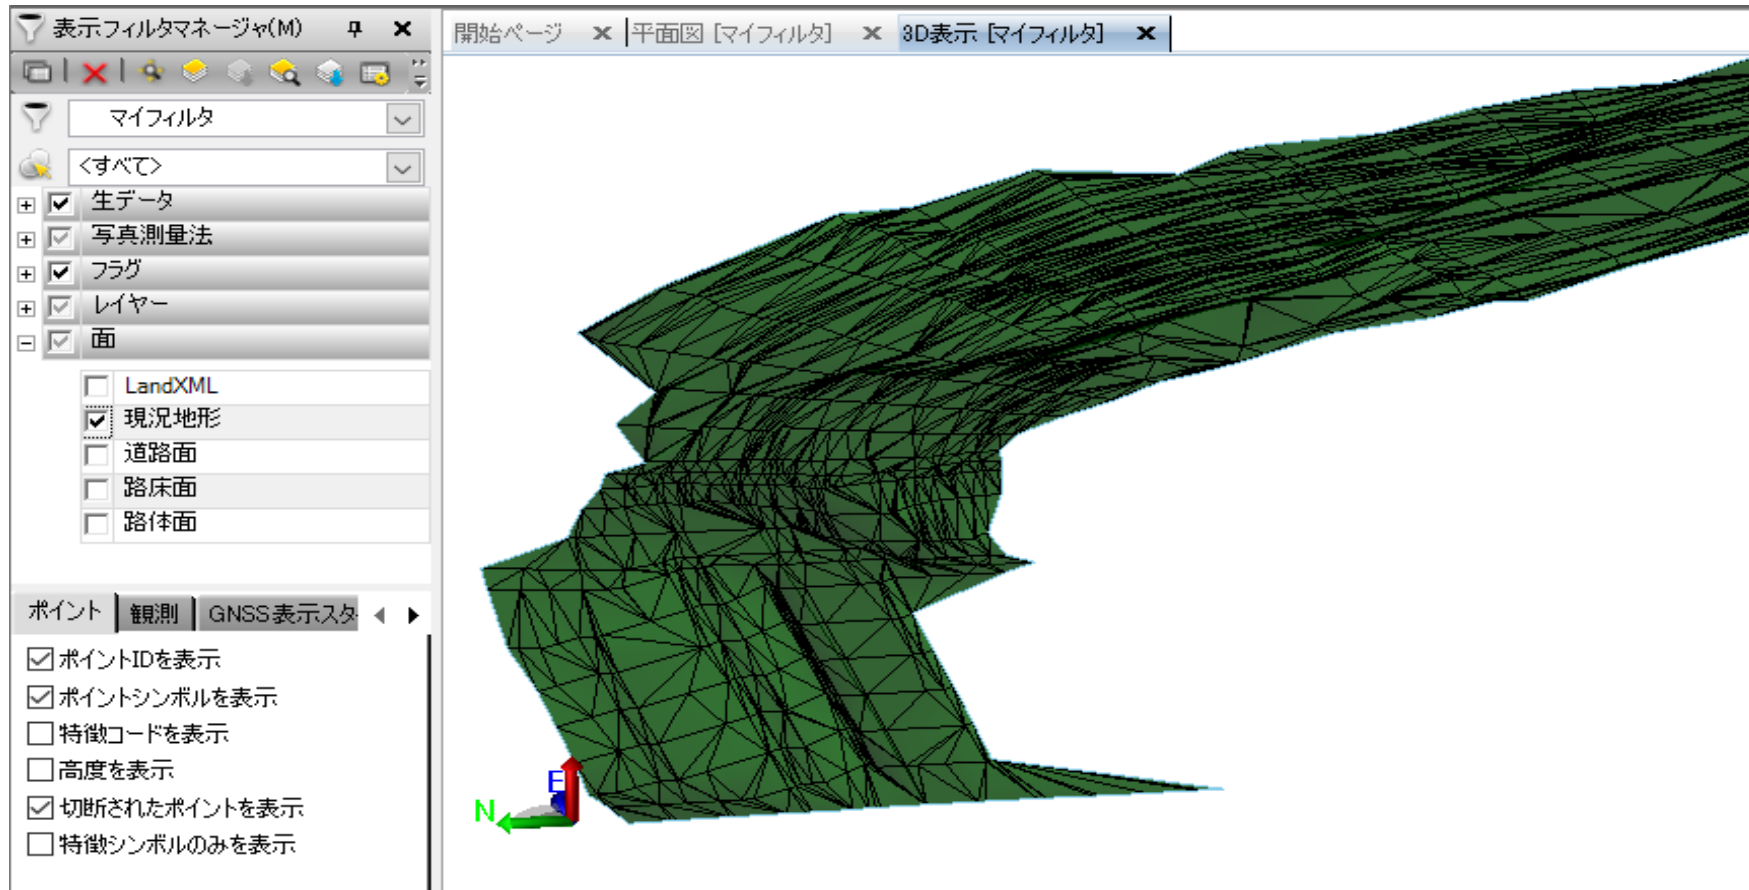 表示フィルタマネージャ(M)
開始ページ
平面図 [マイフィルタ]
3D表示 [マイフィルタ]
マイフィルタ
<すべて>
生データ
写真測量法
フラグ
レイヤー
面
LandXML
現況地形
道路面
路床面
路体面
ポイント
観測
GNSS表示スタ
ポイントIDを表示
ポイントシンボルを表示
特徴コードを表示
高度を表示
切断されたポイントを表示
特徴シンボルのみを表示
E
N